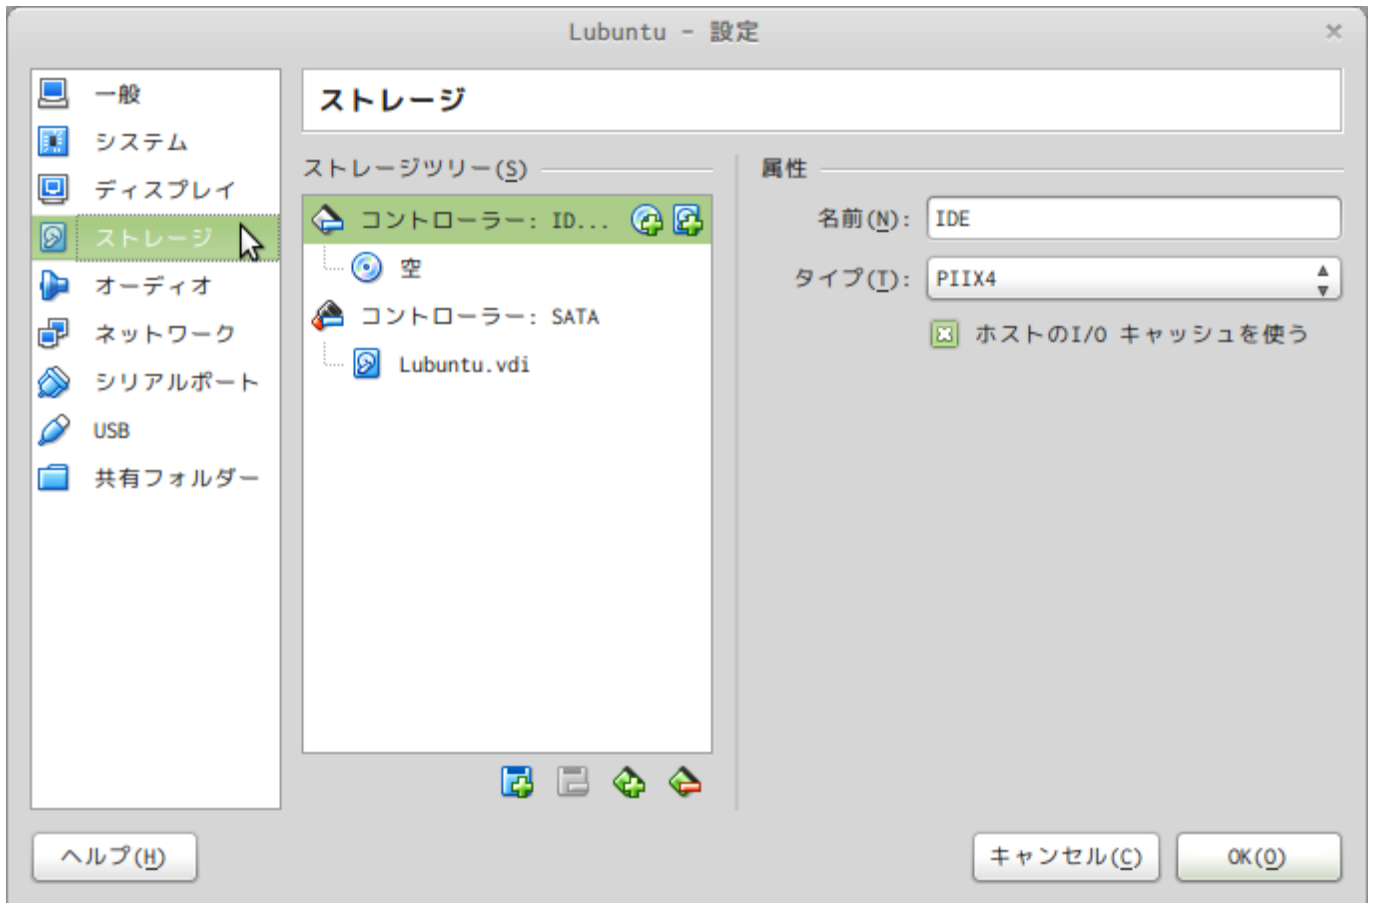 Lubuntu - 設定
一般
システム
ディスプレイ
ストレージ
オーディオ
ネットワーク
シリアルポート
USB
共有フォルダー
ストレージ
ストレージツリー(S)
コントローラー: ID...
空
コントローラー: SATA
Lubuntu.vdi
属性
名前(N): IDE
タイプ(T): PIIX4
ホストのI/O キャッシュを使う
ヘルプ(H)
キャンセル(C)
OK(O)